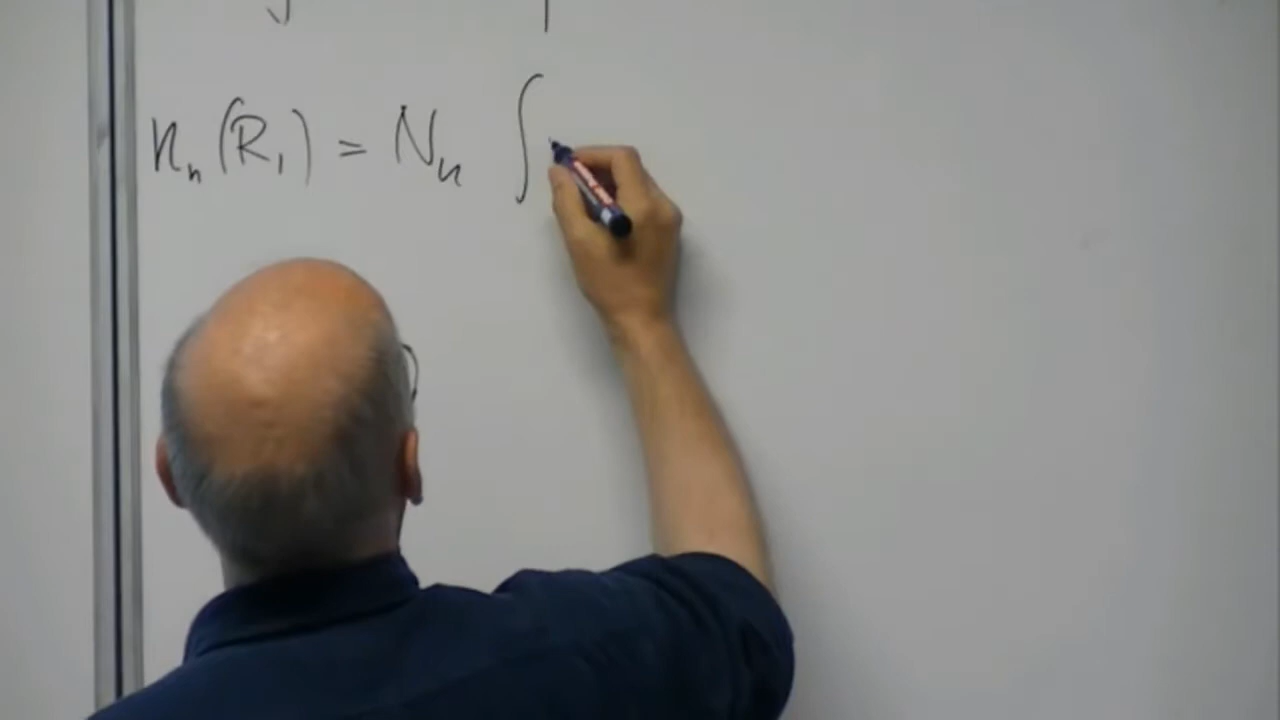 n_n(R_1) = N_n ∫